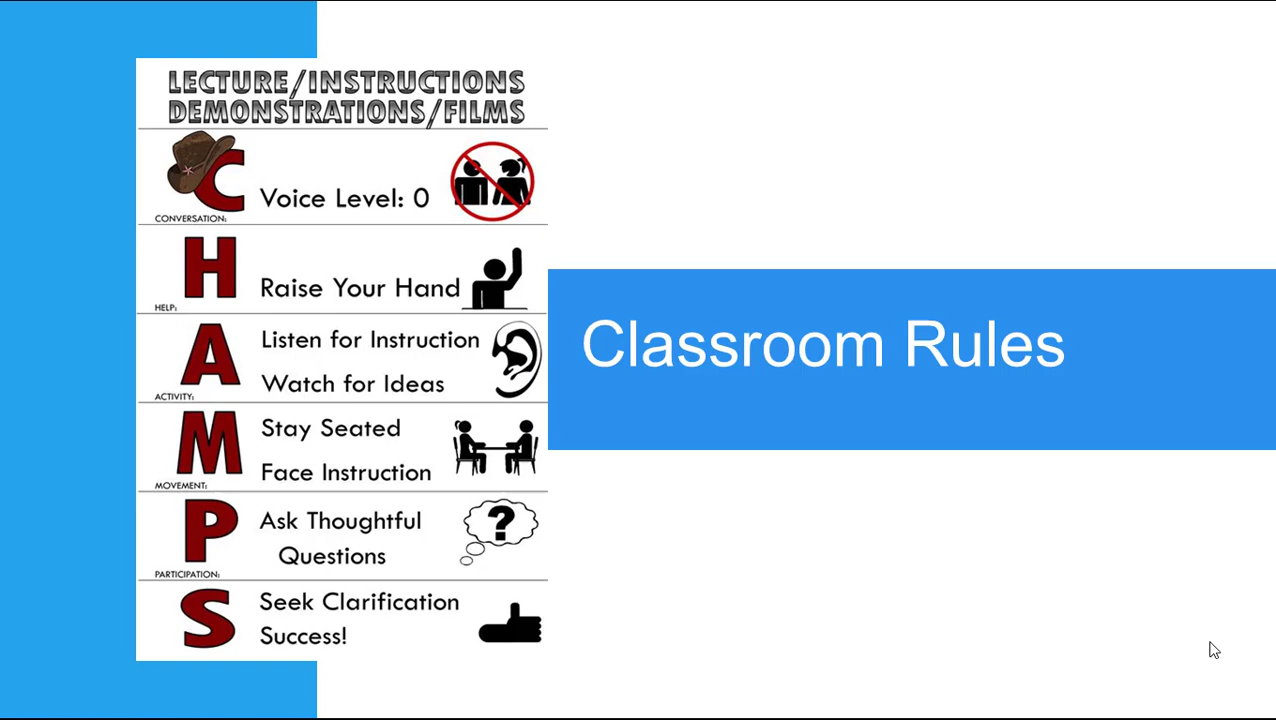 LECTURE/INSTRUCTIONS
DEMONSTRATIONS/FILMS
C
Voice Level: 0
CONVERSATION:
H
Raise Your Hand
HELP:
A
Listen for Instruction
Watch for Ideas
ACTIVITY:
M
Stay Seated
Face Instruction
MOVEMENT:
P
Ask Thoughtful
Questions
?
PARTICIPATION:
S
Seek Clarification
Success!
Classroom Rules